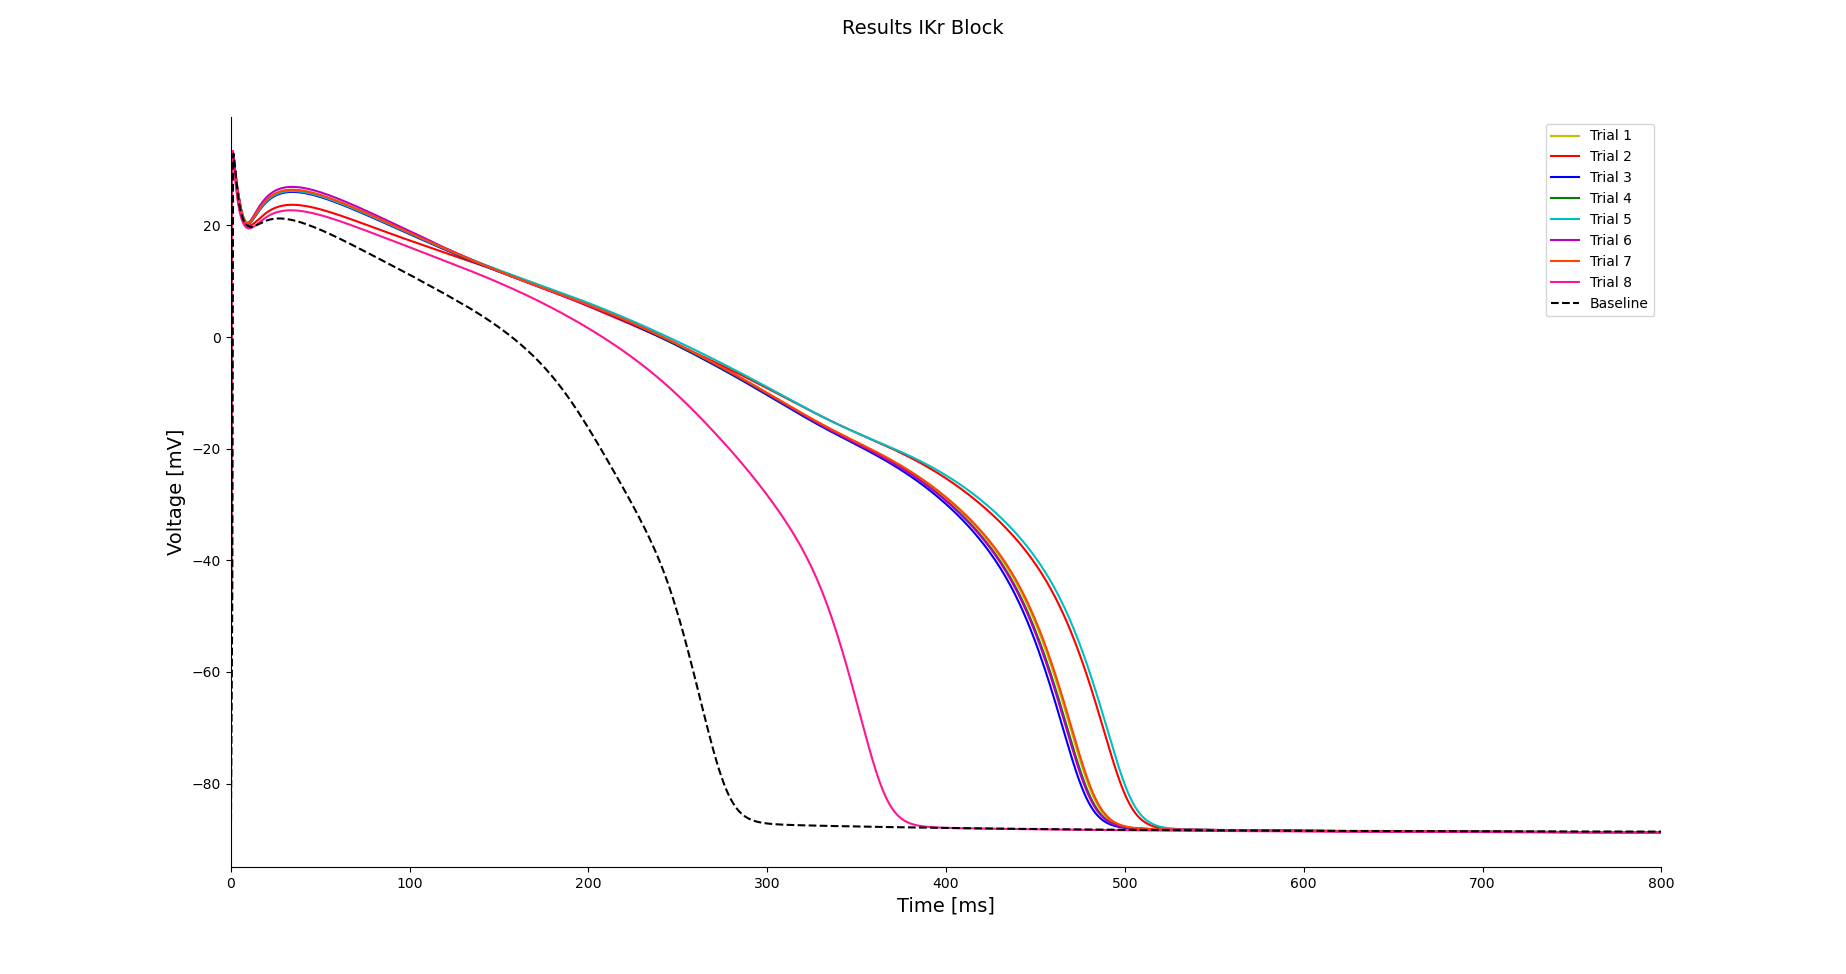 Results IKr Block
Trial 1
Trial 2
Trial 3
Trial 4
Trial 5
Trial 6
Trial 7
Trial 8
Baseline
Voltage [mV]
20
0
−20
−40
−60
−80
0 100 200 300 400 500 600 700 800
Time [ms]